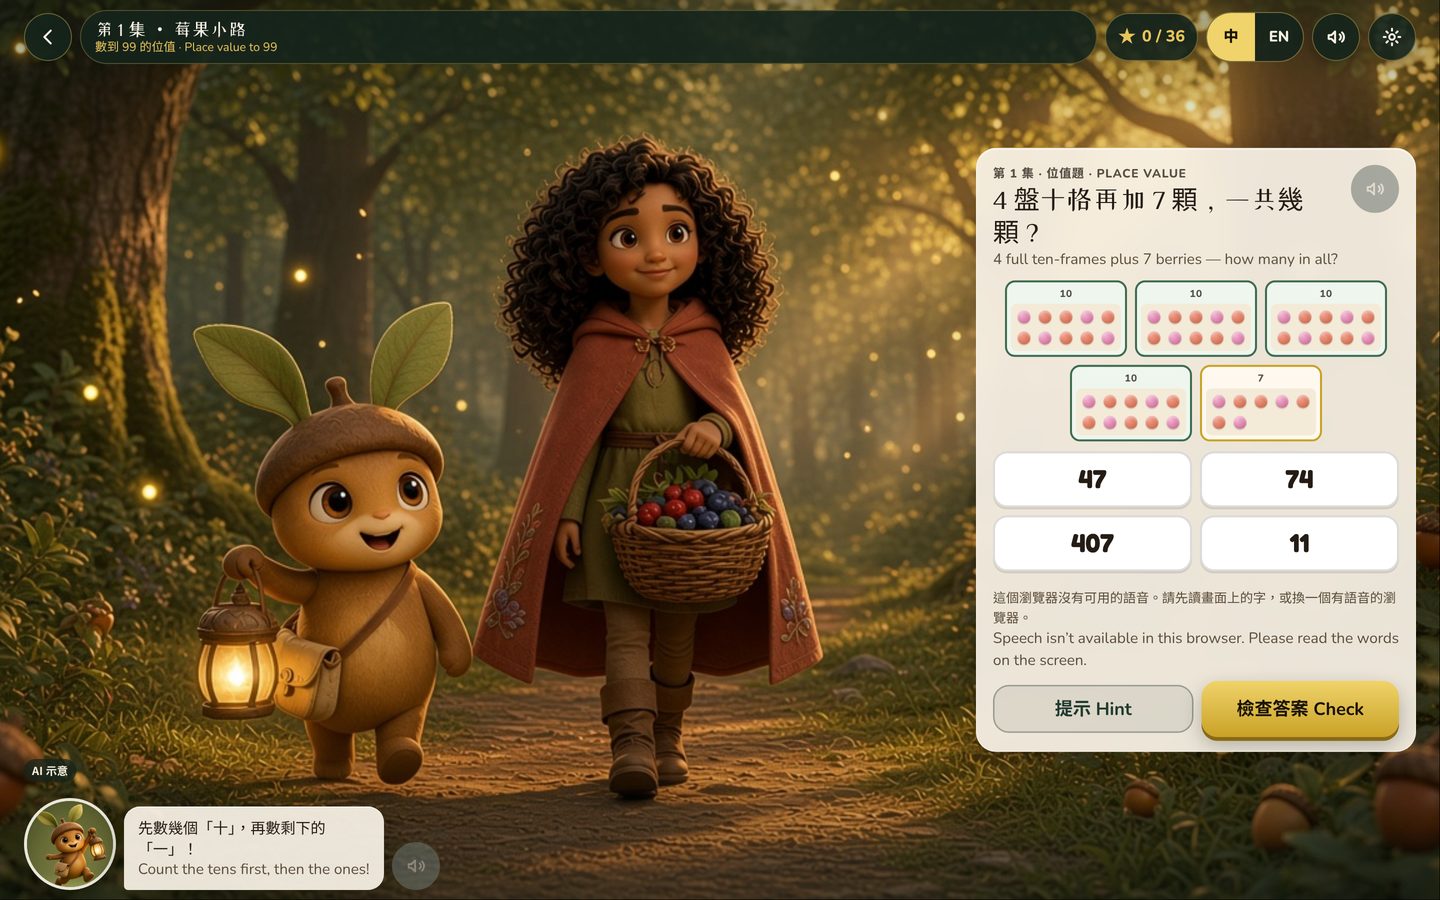 第 1 集 · 莓果小路
數到 99 的位值 · Place value to 99
★ 0 / 36
中
EN
第 1 集 · 位值題 · PLACE VALUE
4 盤十格再加 7 顆，一共幾
顆？
4 full ten-frames plus 7 berries — how many in all?
10
10
10
10
7
47
74
407
11
這個瀏覽器沒有可用的語音。請先讀畫面上的字，或換一個有語音的瀏
覽器。
Speech isn't available in this browser. Please read the words
on the screen.
提示 Hint
檢查答案 Check
AI 示意
先數幾個「十」，再數剩下的
「一」！
Count the tens first, then the ones!